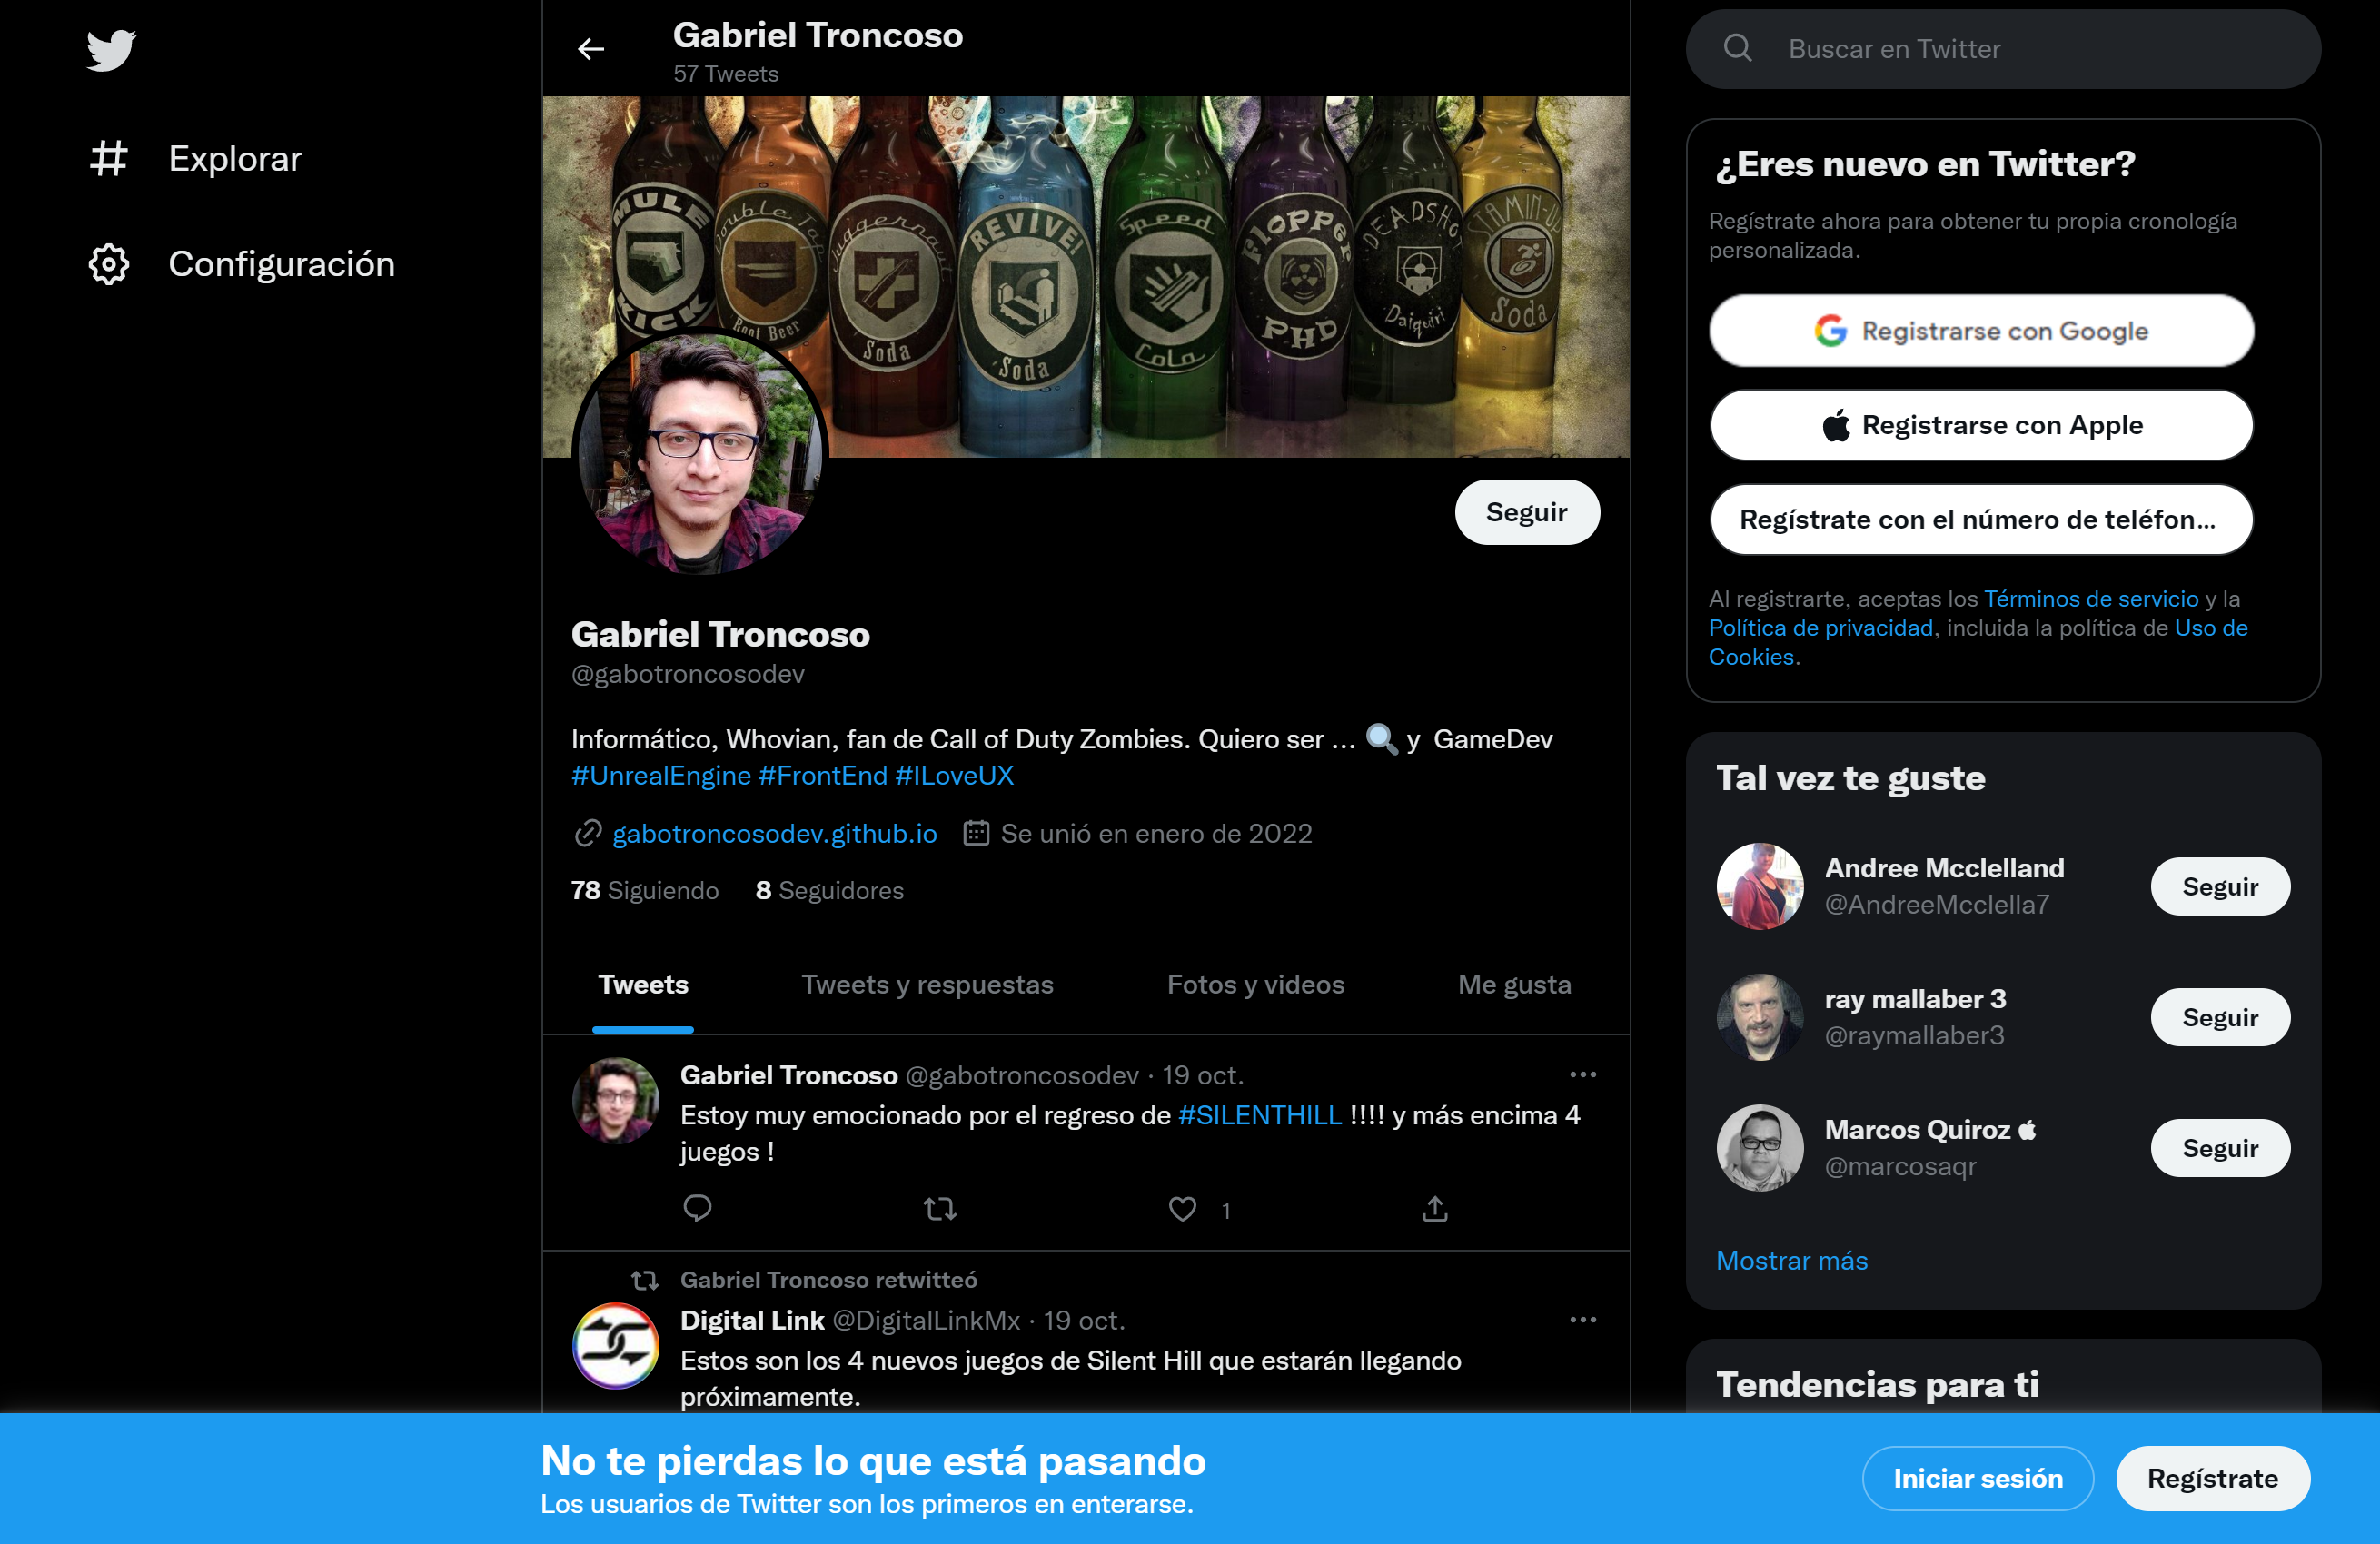 Explorar
Configuración
Gabriel Troncoso
57 Tweets
MULE
KICK
Double Tap
Root Beer
Juggernaut
Soda
REVIVE!
Soda
Speed
Cola
Flopper
PHD
DEADSHOT
Daiquiri
STAMIN-UP
Soda
Seguir
Gabriel Troncoso
@gabotroncosodev
Informático, Whovian, fan de Call of Duty Zombies. Quiero ser ... 🔍 y GameDev
#UnrealEngine #FrontEnd #ILoveUX
gabotroncosodev.github.io Se unió en enero de 2022
78 Siguiendo 8 Seguidores
Tweets Tweets y respuestas Fotos y videos Me gusta
Gabriel Troncoso @gabotroncosodev · 19 oct.
Estoy muy emocionado por el regreso de #SILENTHILL !!!! y más encima 4
juegos !
1
Gabriel Troncoso retwitteó
Digital Link @DigitalLinkMx · 19 oct.
Estos son los 4 nuevos juegos de Silent Hill que estarán llegando
próximamente.
Buscar en Twitter
¿Eres nuevo en Twitter?
Regístrate ahora para obtener tu propia cronología
personalizada.
Registrarse con Google
Registrarse con Apple
Regístrate con el número de teléfon...
Al registrarte, aceptas los Términos de servicio y la
Política de privacidad, incluida la política de Uso de
Cookies.
Tal vez te guste
Andree Mcclelland
@AndreeMcclella7
Seguir
ray mallaber 3
@raymallaber3
Seguir
Marcos Quiroz
@marcosaqr
Seguir
Mostrar más
Tendencias para ti
No te pierdas lo que está pasando
Los usuarios de Twitter son los primeros en enterarse.
Iniciar sesión
Regístrate